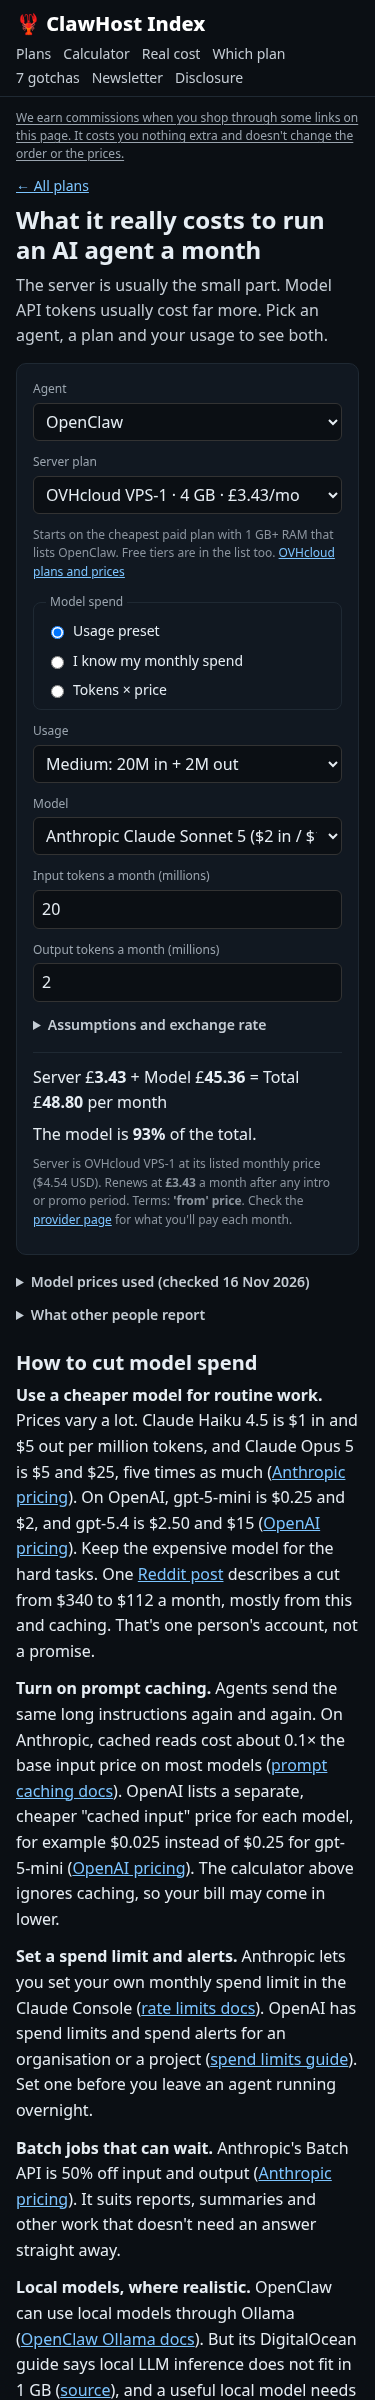 🦞 ClawHost Index
Plans Calculator Real cost Which plan
7 gotchas Newsletter Disclosure
We earn commissions when you shop through some links on
this page. It costs you nothing extra and doesn't change the
order or the prices.
← All plans
What it really costs to run
an AI agent a month
The server is usually the small part. Model
API tokens usually cost far more. Pick an
agent, a plan and your usage to see both.
Agent
OpenClaw
Server plan
OVHcloud VPS-1 · 4 GB · £3.43/mo
Starts on the cheapest paid plan with 1 GB+ RAM that
lists OpenClaw. Free tiers are in the list too. OVHcloud
plans and prices
Model spend
Usage preset
I know my monthly spend
Tokens × price
Usage
Medium: 20M in + 2M out
Model
Anthropic Claude Sonnet 5 ($2 in / $
Input tokens a month (millions)
20
Output tokens a month (millions)
2
▶ Assumptions and exchange rate
Server £3.43 + Model £45.36 = Total
£48.80 per month
The model is 93% of the total.
Server is OVHcloud VPS-1 at its listed monthly price
($4.54 USD). Renews at £3.43 a month after any intro
or promo period. Terms: 'from' price. Check the
provider page for what you'll pay each month.
▶ Model prices used (checked 16 Nov 2026)
▶ What other people report
How to cut model spend
Use a cheaper model for routine work.
Prices vary a lot. Claude Haiku 4.5 is $1 in and
$5 out per million tokens, and Claude Opus 5
is $5 and $25, five times as much (Anthropic
pricing). On OpenAI, gpt-5-mini is $0.25 and
$2, and gpt-5.4 is $2.50 and $15 (OpenAI
pricing). Keep the expensive model for the
hard tasks. One Reddit post describes a cut
from $340 to $112 a month, mostly from this
and caching. That's one person's account, not
a promise.
Turn on prompt caching. Agents send the
same long instructions again and again. On
Anthropic, cached reads cost about 0.1× the
base input price on most models (prompt
caching docs). OpenAI lists a separate,
cheaper "cached input" price for each model,
for example $0.025 instead of $0.25 for gpt-
5-mini (OpenAI pricing). The calculator above
ignores caching, so your bill may come in
lower.
Set a spend limit and alerts. Anthropic lets
you set your own monthly spend limit in the
Claude Console (rate limits docs). OpenAI has
spend limits and spend alerts for an
organisation or a project (spend limits guide).
Set one before you leave an agent running
overnight.
Batch jobs that can wait. Anthropic's Batch
API is 50% off input and output (Anthropic
pricing). It suits reports, summaries and
other work that doesn't need an answer
straight away.
Local models, where realistic. OpenClaw
can use local models through Ollama
(OpenClaw Ollama docs). But its DigitalOcean
guide says local LLM inference does not fit in
1 GB (source), and a useful local model needs